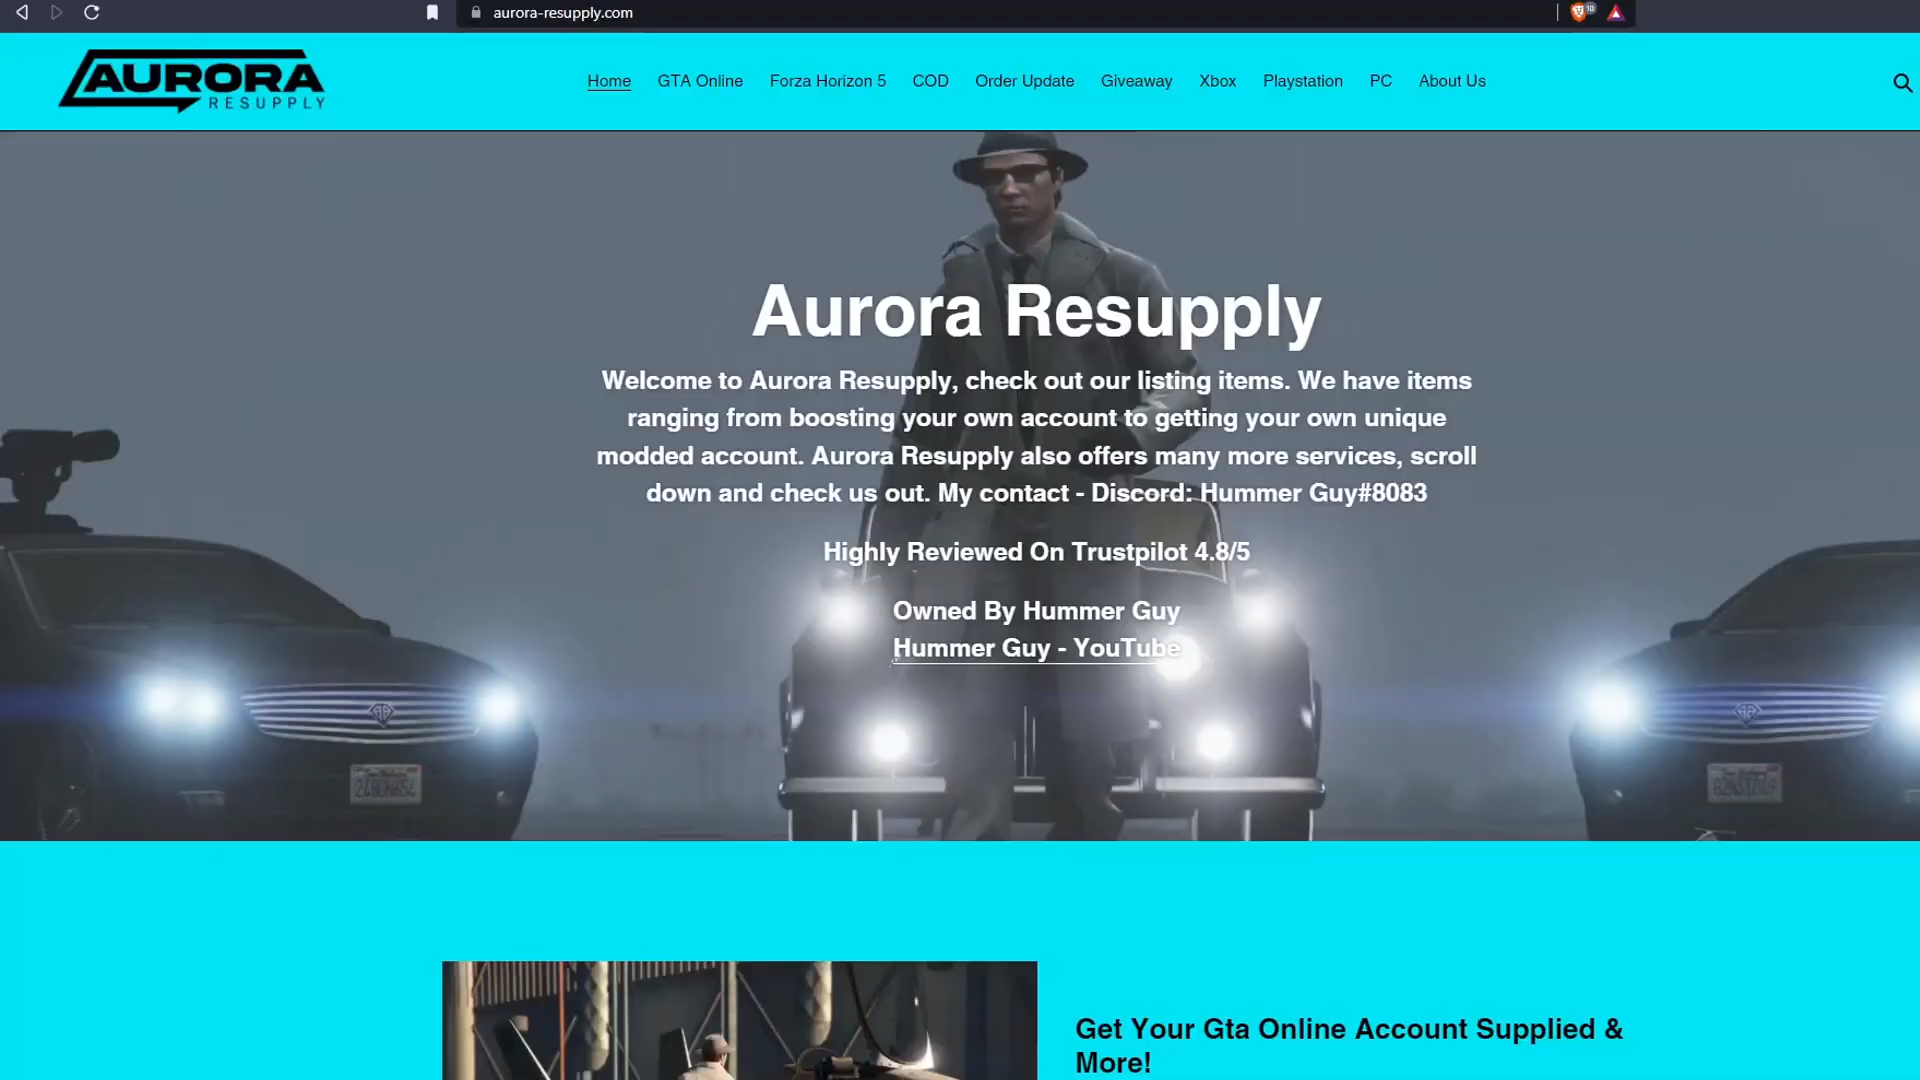 aurora-resupply.com
10
AURORA
RESUPPLY
Home GTA Online Forza Horizon 5 COD Order Update Giveaway Xbox Playstation PC About Us
Aurora Resupply
Welcome to Aurora Resupply, check out our listing items. We have items
ranging from boosting your own account to getting your own unique
modded account. Aurora Resupply also offers many more services, scroll
down and check us out. My contact - Discord: Hummer Guy#8083
Highly Reviewed On Trustpilot 4.8/5
Owned By Hummer Guy
Hummer Guy - YouTube
Get Your Gta Online Account Supplied &
More!